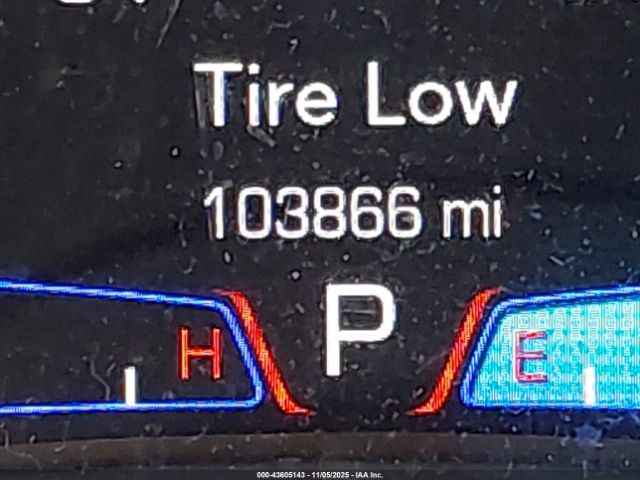 Tire Low
103866 mi
P
H
E
000-43605143 - 11/05/2025 - IAA Inc.